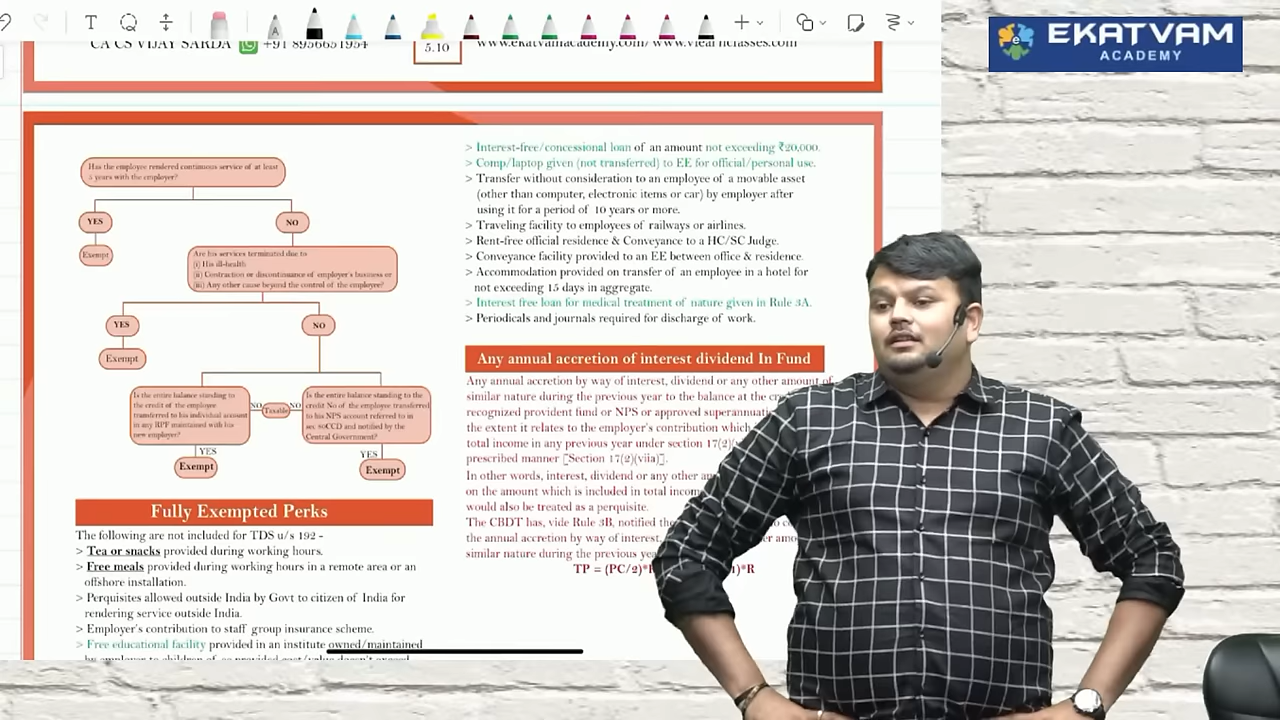 CA CS VIJAY SARDA +91 8956651954
5.10
www.ekatvamacademy.com/ www.vlearnclasses.com
EKATVAM
ACADEMY
Has the employee rendered continuous service of at least
5 years with the employer?
YES
NO
Exempt
Are his services terminated due to
(i) His ill-health
(ii) Contraction or discontinuance of employer's business or
(iii) Any other cause beyond the control of the employee?
YES
NO
Exempt
Is the entire balance standing to
the credit of the employee
transferred to his individual account
in any RPF maintained with his
new employer?
NO
Taxable
NO
Is the entire balance standing to the
credit No of the employee transferred
to his NPS account referred to in
sec 80CCD and notified by the
Central Government?
YES
Exempt
YES
Exempt
Fully Exempted Perks
The following are not included for TDS u/s 192 -
> Tea or snacks provided during working hours.
> Free meals provided during working hours in a remote area or an
offshore installation.
> Perquisites allowed outside India by Govt to citizen of India for
rendering service outside India.
> Employer's contribution to staff group insurance scheme.
> Free educational facility provided in an institute owned/maintained
by employer to children of
> Interest-free/concessional loan of an amount not exceeding ₹20,000.
> Comp/laptop given (not transferred) to EE for official/personal use.
> Transfer without consideration to an employee of a movable asset
(other than computer, electronic items or car) by employer after
using it for a period of 10 years or more.
> Traveling facility to employees of railways or airlines.
> Rent-free official residence & Conveyance to a HC/SC Judge.
> Conveyance facility provided to an EE between office & residence.
> Accommodation provided on transfer of an employee in a hotel for
not exceeding 15 days in aggregate.
> Interest free loan for medical treatment of nature given in Rule 3A.
> Periodicals and journals required for discharge of work.
Any annual accretion of interest dividend In Fund
Any annual accretion by way of interest, dividend or any other amount of
similar nature during the previous year to the balance at the
recognized provident fund or NPS or approved
the extent it relates to the employer's contribution which
total income in any previous year under section
prescribed manner [Section 17(2)(viia)].
In other words, interest, dividend or any other
on the amount which is included in total
would also be treated as a perquisite.
The CBDT has, vide Rule 3B, notified
the annual accretion by way of interest,
similar nature during the previous
TP = (PC/2)* )*R